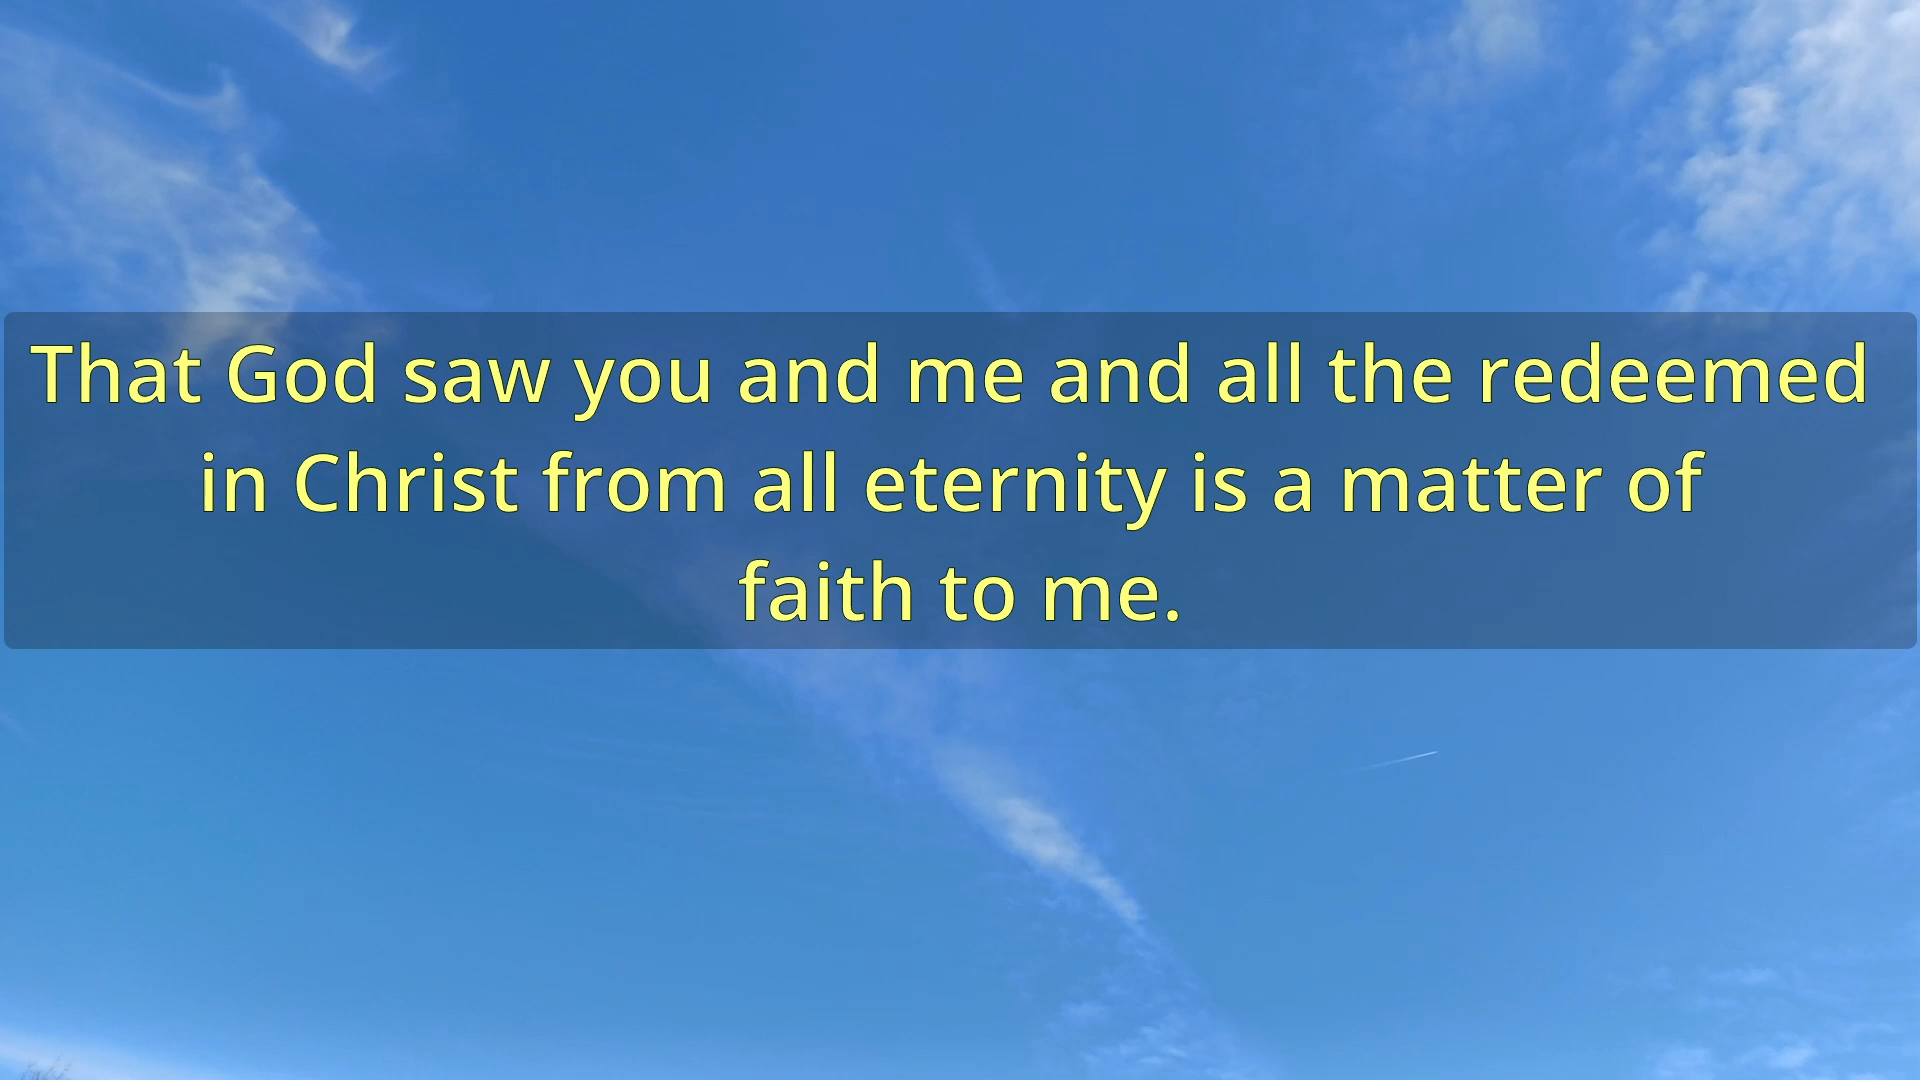 That God saw you and me and all the redeemed
in Christ from all eternity is a matter of
faith to me.